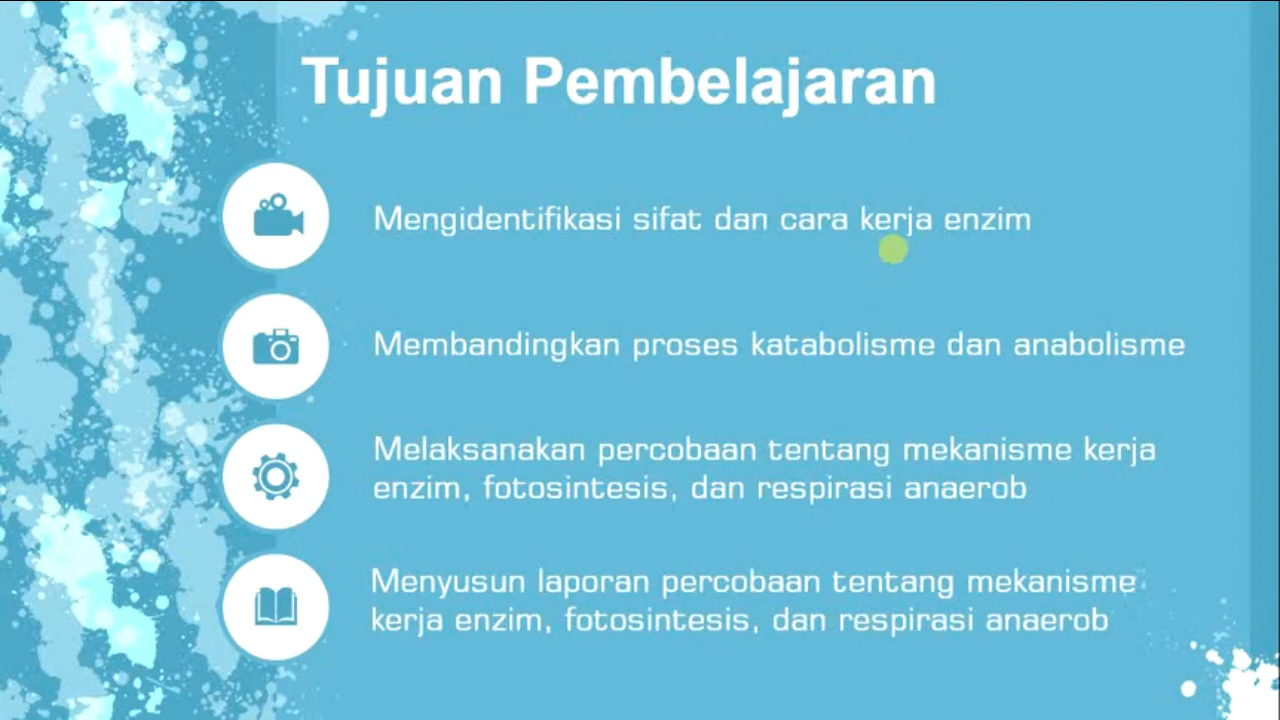 Tujuan Pembelajaran
Mengidentifikasi sifat dan cara kerja enzim
Membandingkan proses katabolisme dan anabolisme
Melaksanakan percobaan tentang mekanisme kerja
enzim, fotosintesis, dan respirasi anaerob
Menyusun laporan percobaan tentang mekanisme
kerja enzim, fotosintesis, dan respirasi anaerob